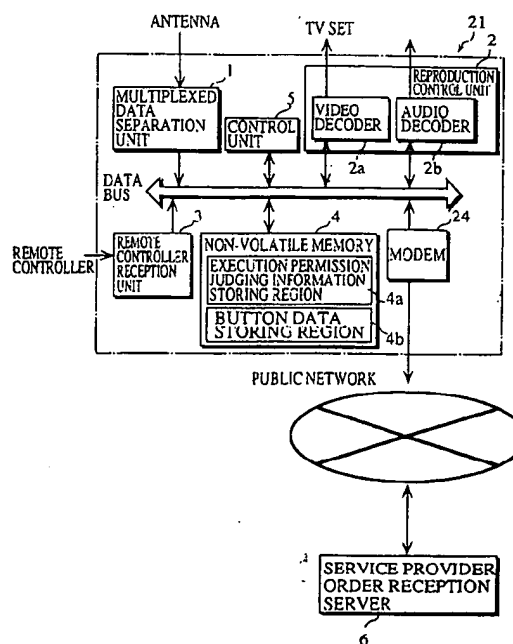 ANTENNA
TV SET
21
2
1
MULTIPLEXED
DATA
SEPARATION
UNIT
5
CONTROL
UNIT
REPRODUCTION
CONTROL UNIT
VIDEO
DECODER
AUDIO
DECODER
2a
2b
DATA
BUS
3
4
24
REMOTE
CONTROLLER
REMOTE
CONTROLLER
RECEPTION
UNIT
NON-VOLATILE MEMORY
EXECUTION PERMISSION
JUDGING INFORMATION
STORING REGION
4a
BUTTON DATA
STORING REGION
4b
MODEM
PUBLIC NETWORK
SERVICE PROVIDER
ORDER RECEPTION
SERVER
6